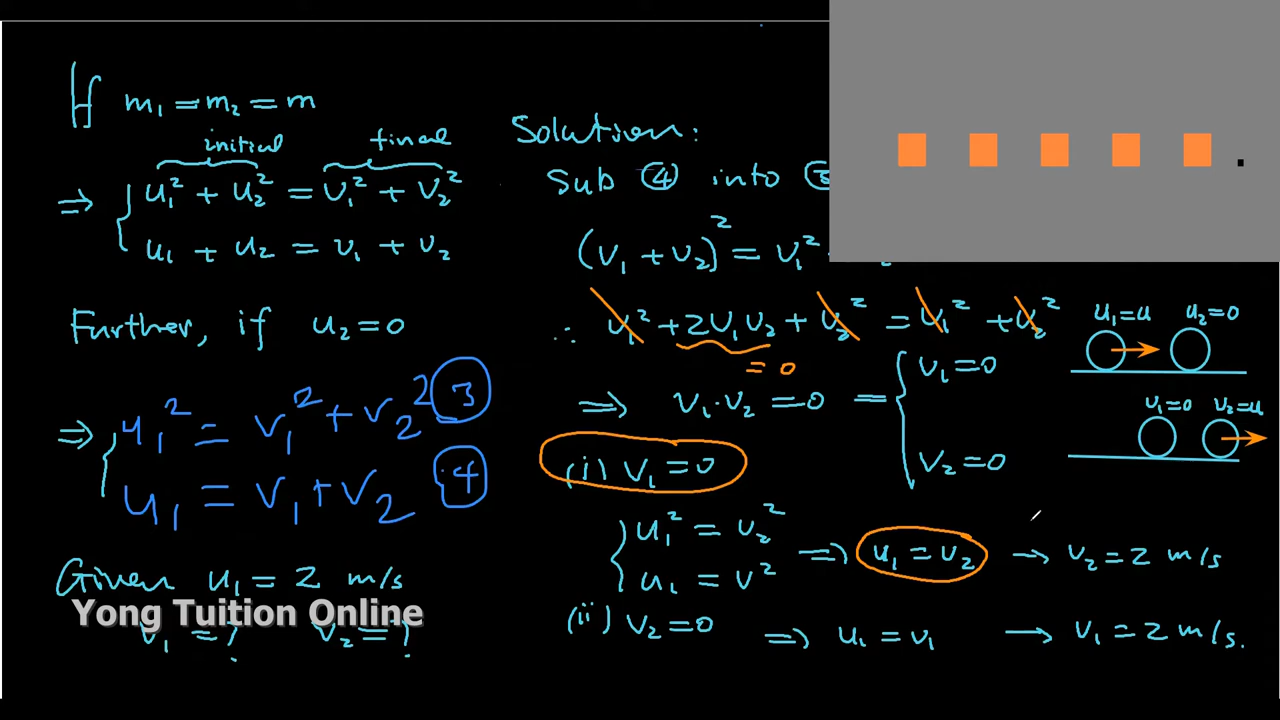 If m₁ = m₂ = m
initial final
⇒ { u₁² + u₂² = v₁² + v₂²
u₁ + u₂ = v₁ + v₂
Further, if u₂ = 0
⇒ { u₁² = v₁² + v₂² ③
u₁ = v₁ + v₂ ④
Given u₁ = 2 m/s
Yong Tuition Online
v₁ = ? v₂ = ?
Solution:
Sub ④ into ③
(v₁ + v₂)² = v₁²
∴ v₁² + 2v₁v₂ + v₂² = v₁² + v₂²
= 0
⇒ v₁·v₂ = 0 = { v₁ = 0
v₂ = 0
(i) v₁ = 0
{ u₁² = v₂²
u₁ = v² ⇒ u₁ = v₂ → v₂ = 2 m/s
(ii) v₂ = 0 ⇒ u₁ = v₁ → v₁ = 2 m/s.
u₁=u u₂=0
v₁=0 v₂=u